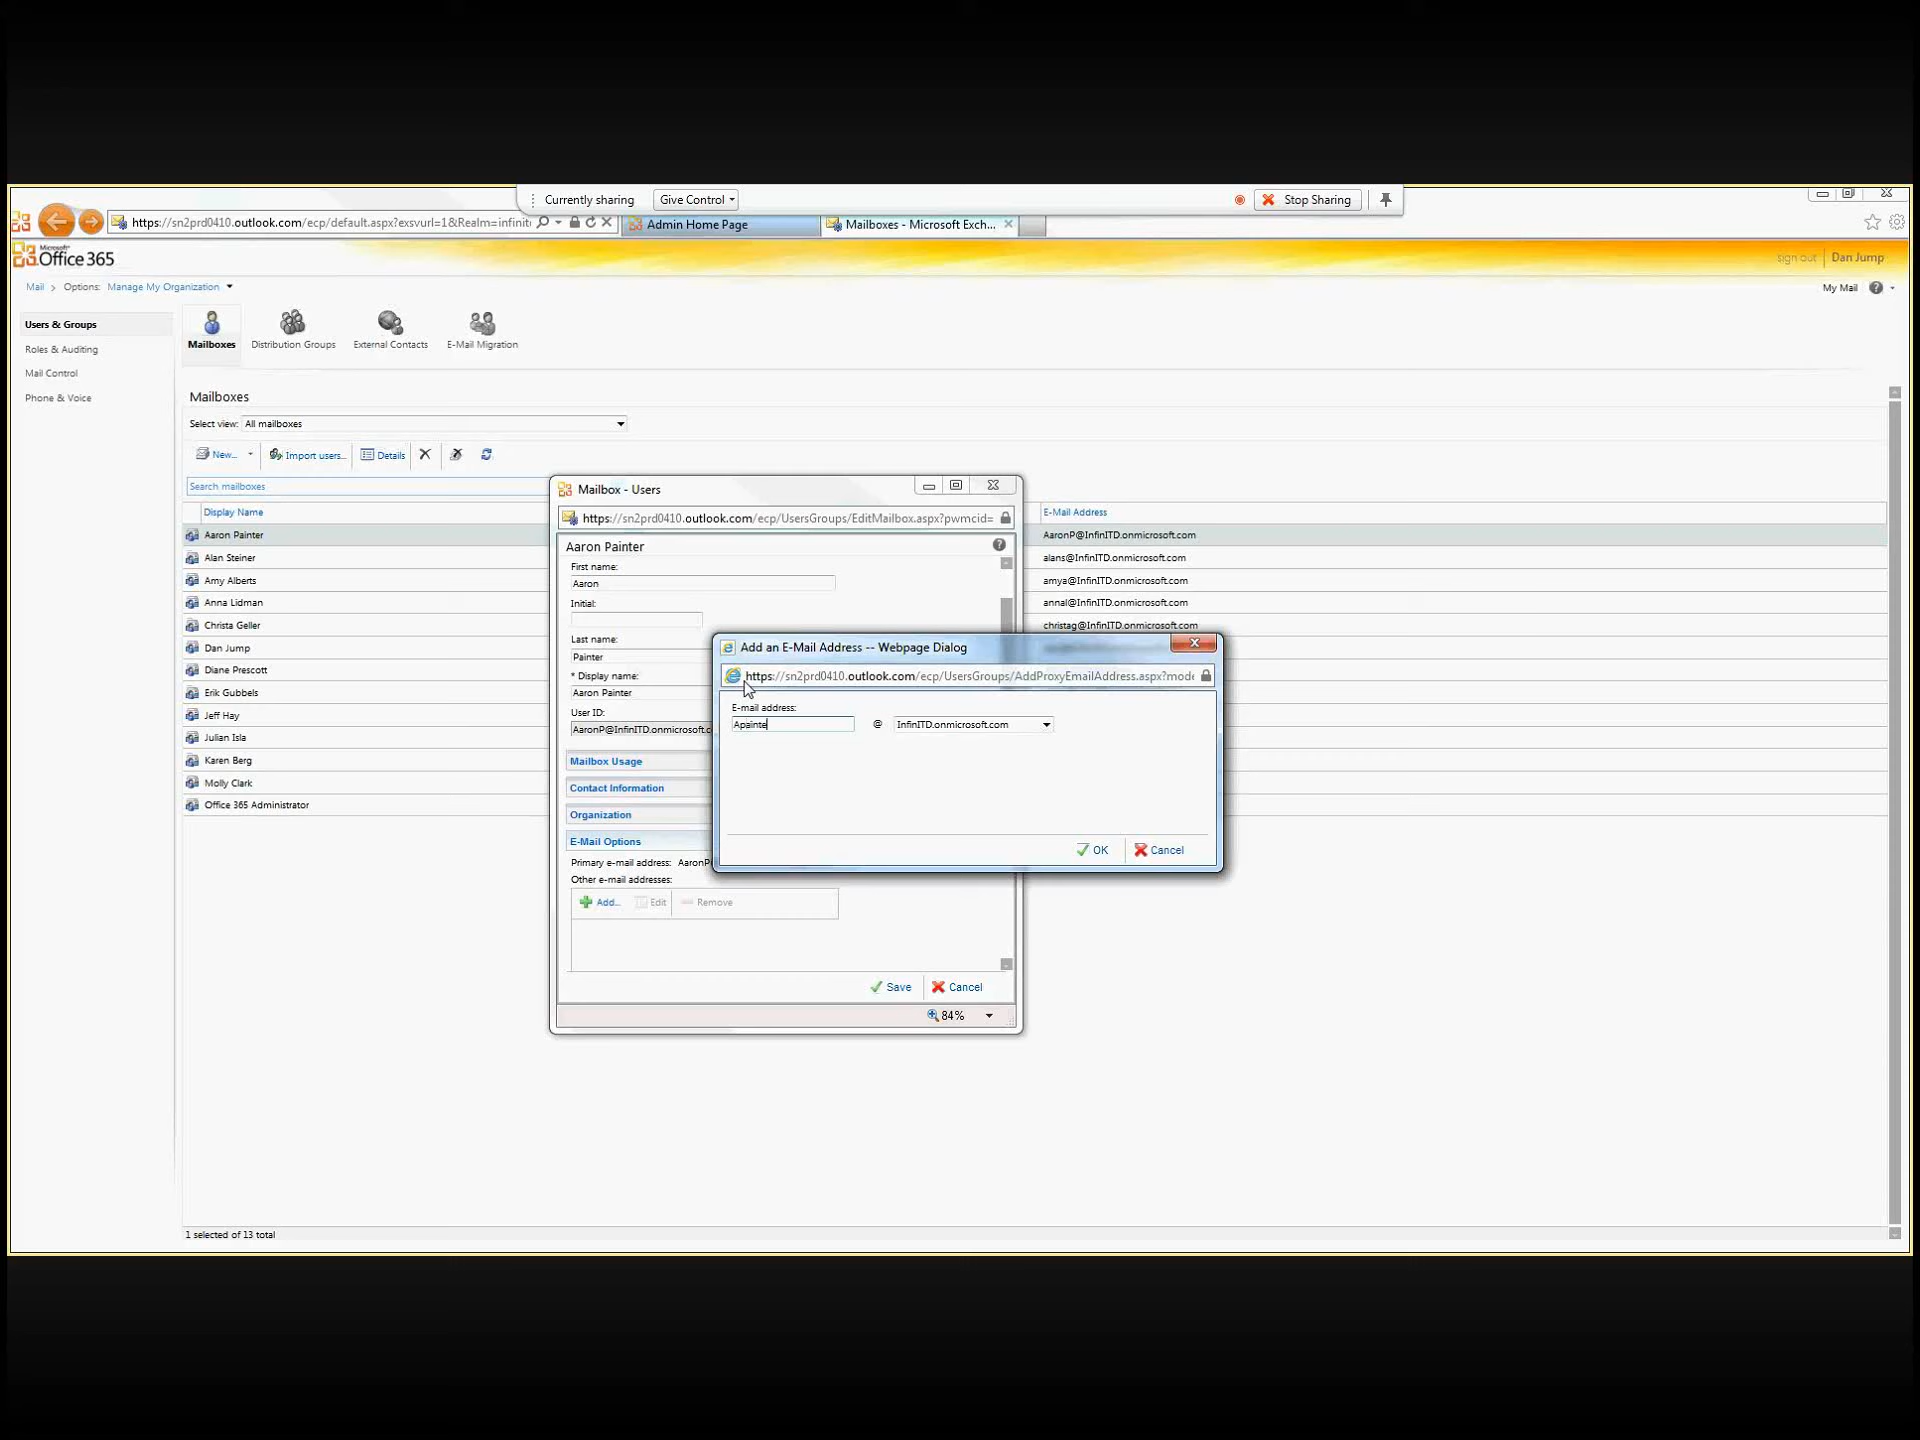 Currently sharing Give Control Stop Sharing
https://sn2prd0410.outlook.com/ecp/default.aspx?exsvurl=1&Realm=infinit Admin Home Page Mailboxes - Microsoft Exch...
Microsoft
Office 365 sign out Dan Jump
Mail > Options: Manage My Organization My Mail
Users & Groups
Roles & Auditing
Mail Control
Phone & Voice
Mailboxes Distribution Groups External Contacts E-Mail Migration
Mailboxes
Select view: All mailboxes
New... Import users... Details
Search mailboxes
Display Name E-Mail Address
Aaron Painter AaronP@InfinITD.onmicrosoft.com
Alan Steiner alans@InfinITD.onmicrosoft.com
Amy Alberts amya@InfinITD.onmicrosoft.com
Anna Lidman annal@InfinITD.onmicrosoft.com
Christa Geller christag@InfinITD.onmicrosoft.com
Dan Jump
Diane Prescott
Erik Gubbels
Jeff Hay
Julian Isla
Karen Berg
Molly Clark
Office 365 Administrator
1 selected of 13 total
Mailbox - Users
https://sn2prd0410.outlook.com/ecp/UsersGroups/EditMailbox.aspx?pwmcid=
Aaron Painter
First name:
Aaron
Initial:
Last name:
Painter
* Display name:
Aaron Painter
User ID:
AaronP@InfinITD.onmicrosoft.c
Mailbox Usage
Contact Information
Organization
E-Mail Options
Primary e-mail address: AaronP
Other e-mail addresses:
Add... Edit Remove
Save Cancel
84%
Add an E-Mail Address -- Webpage Dialog
https://sn2prd0410.outlook.com/ecp/UsersGroups/AddProxyEmailAddress.aspx?mode
E-mail address:
Apainte @ InfinITD.onmicrosoft.com
OK Cancel